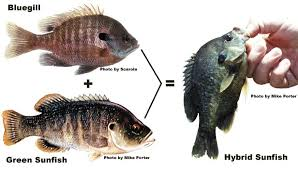 Bluegill
Photo by Scarola
+
=
Photo by Mike Porter
Green Sunfish
Photo by Mike Porter
Hybrid Sunfish